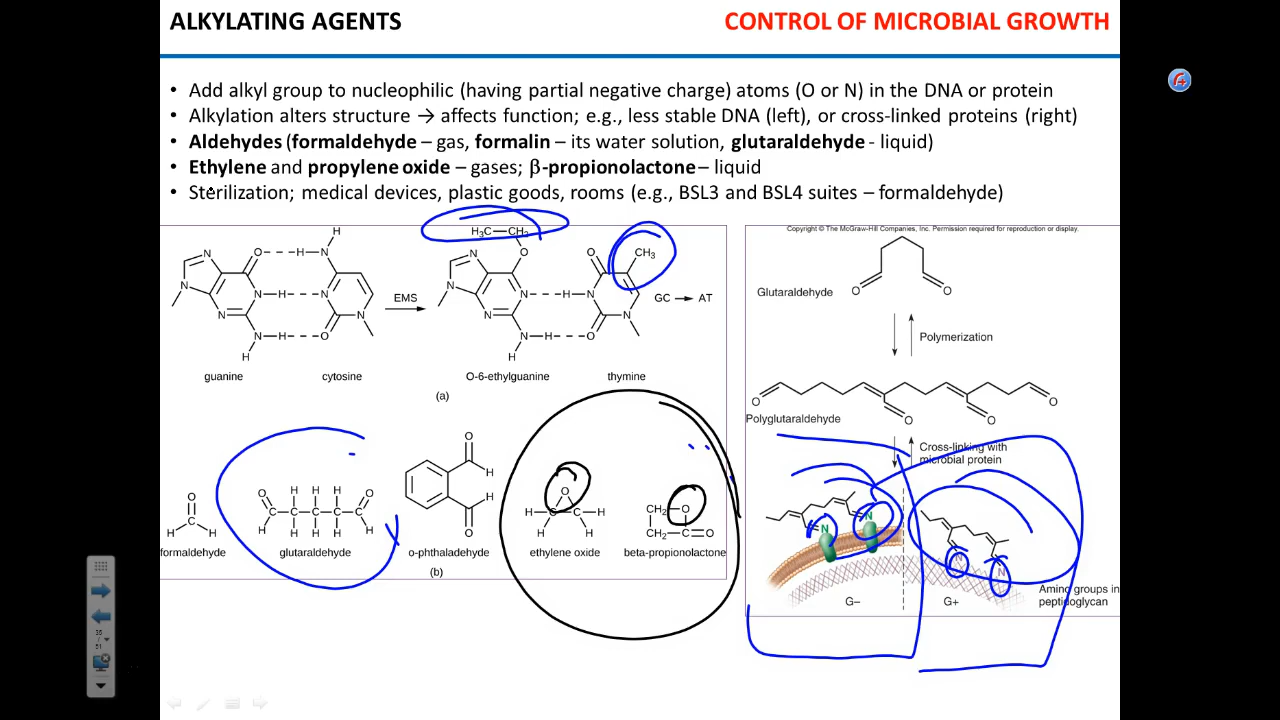 ALKYLATING AGENTS
CONTROL OF MICROBIAL GROWTH
• Add alkyl group to nucleophilic (having partial negative charge) atoms (O or N) in the DNA or protein
• Alkylation alters structure → affects function; e.g., less stable DNA (left), or cross-linked proteins (right)
• Aldehydes (formaldehyde – gas, formalin – its water solution, glutaraldehyde - liquid)
• Ethylene and propylene oxide – gases; β-propionolactone – liquid
• Sterilization; medical devices, plastic goods, rooms (e.g., BSL3 and BSL4 suites – formaldehyde)
H
H₃C—CH₂
O
H
N
O
O
CH₃
N
N
N
N
H
N
N
N
H
N
EMS
GC → AT
N
N
N
N
N
H
O
N
H
O
H
H
guanine
cytosine
O-6-ethylguanine
thymine
(a)
O
H
H
O
O
H
H
H
O
O
O
H
C
C
H
CH₂
O
H
H
H
H
H
H
H
O
H
H
H₂C
C
O
formaldehyde
glutaraldehyde
o-phthaladehyde
ethylene oxide
beta-propionolactone
(b)
Copyright © The McGraw-Hill Companies, Inc. Permission required for reproduction or display.
Glutaraldehyde
O
O
Polymerization
O
O
O
O
Polyglutaraldehyde
Cross-linking with
microbial protein
N
N
N
N
Amino groups in
peptidoglycan
G–
G+
35
/
51